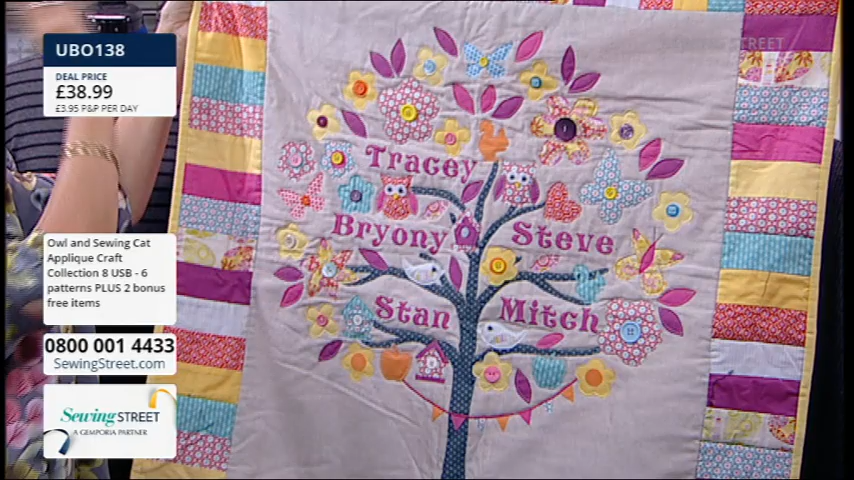 UBO138
DEAL PRICE
£38.99
£3.95 P&P PER DAY
Owl and Sewing Cat
Applique Craft
Collection 8 USB - 6
patterns PLUS 2 bonus
free items
0800 001 4433
SewingStreet.com
Sewing STREET
A GEMPORIA PARTNER
STREET
Tracey
Bryony
Steve
Stan
Mitch